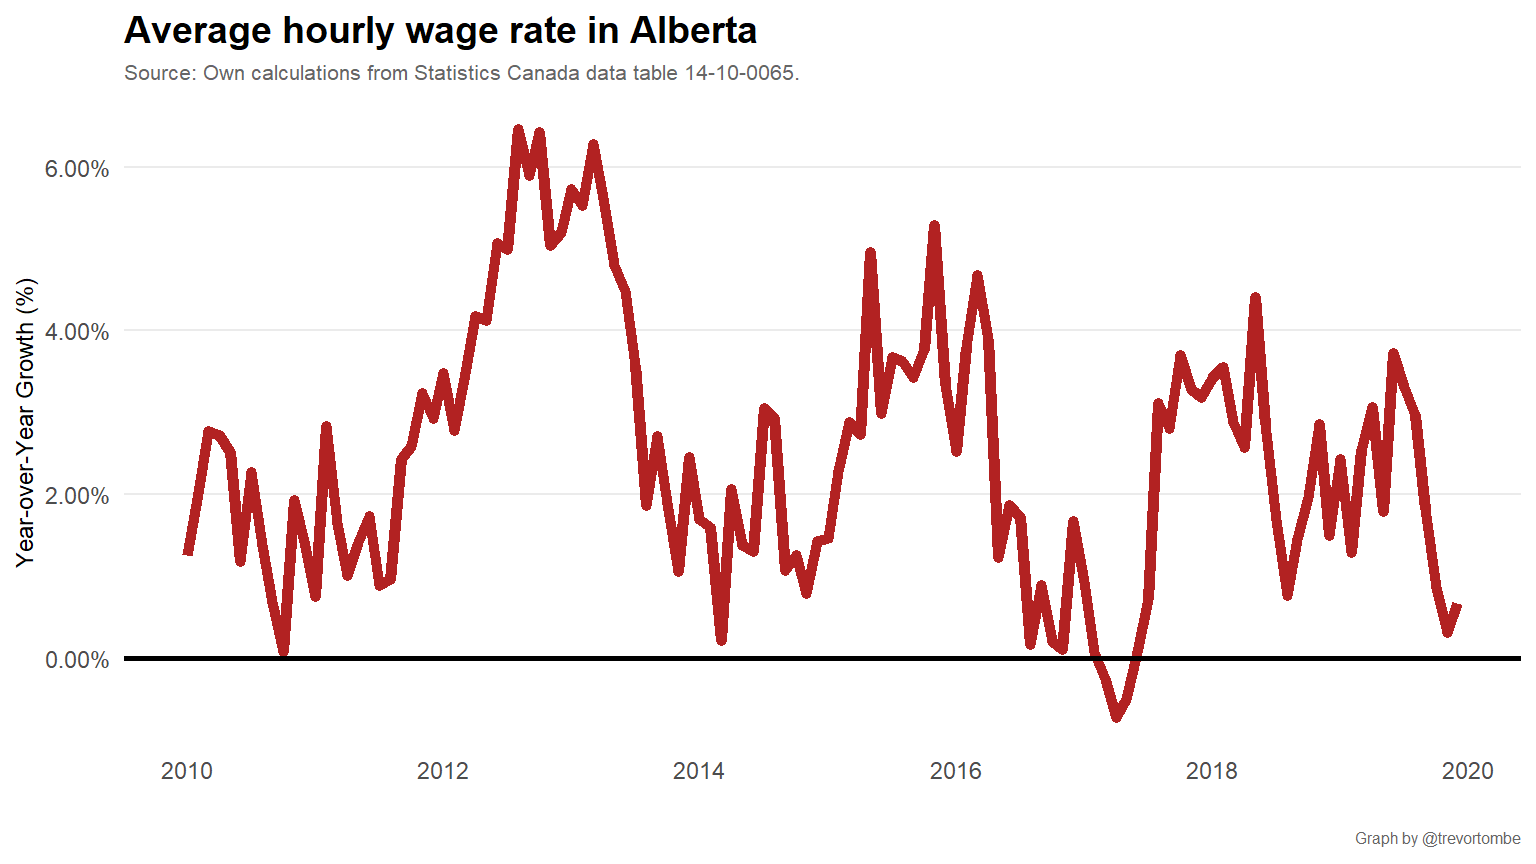 Average hourly wage rate in Alberta
Source: Own calculations from Statistics Canada data table 14-10-0065.
Year-over-Year Growth (%)
6.00%
4.00%
2.00%
0.00%
2010 2012 2014 2016 2018 2020
Graph by @trevortombe